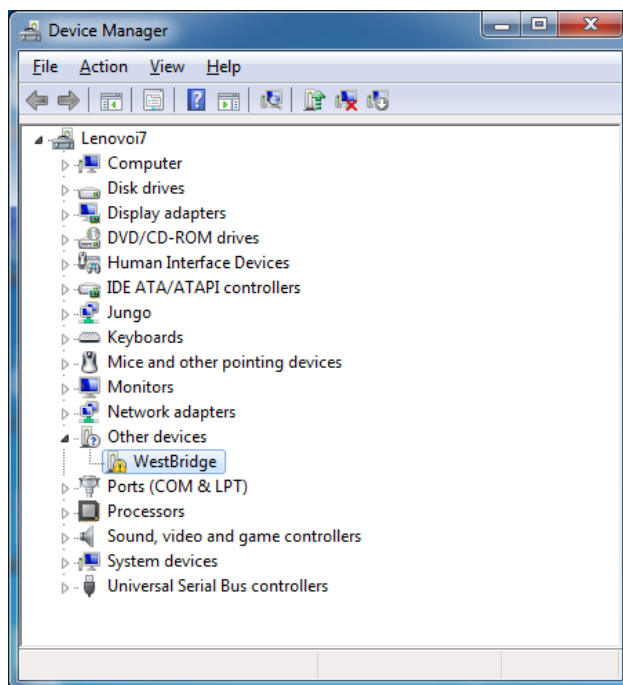 Device Manager
File Action View Help
Lenovoi7
Computer
Disk drives
Display adapters
DVD/CD-ROM drives
Human Interface Devices
IDE ATA/ATAPI controllers
Jungo
Keyboards
Mice and other pointing devices
Monitors
Network adapters
Other devices
WestBridge
Ports (COM & LPT)
Processors
Sound, video and game controllers
System devices
Universal Serial Bus controllers